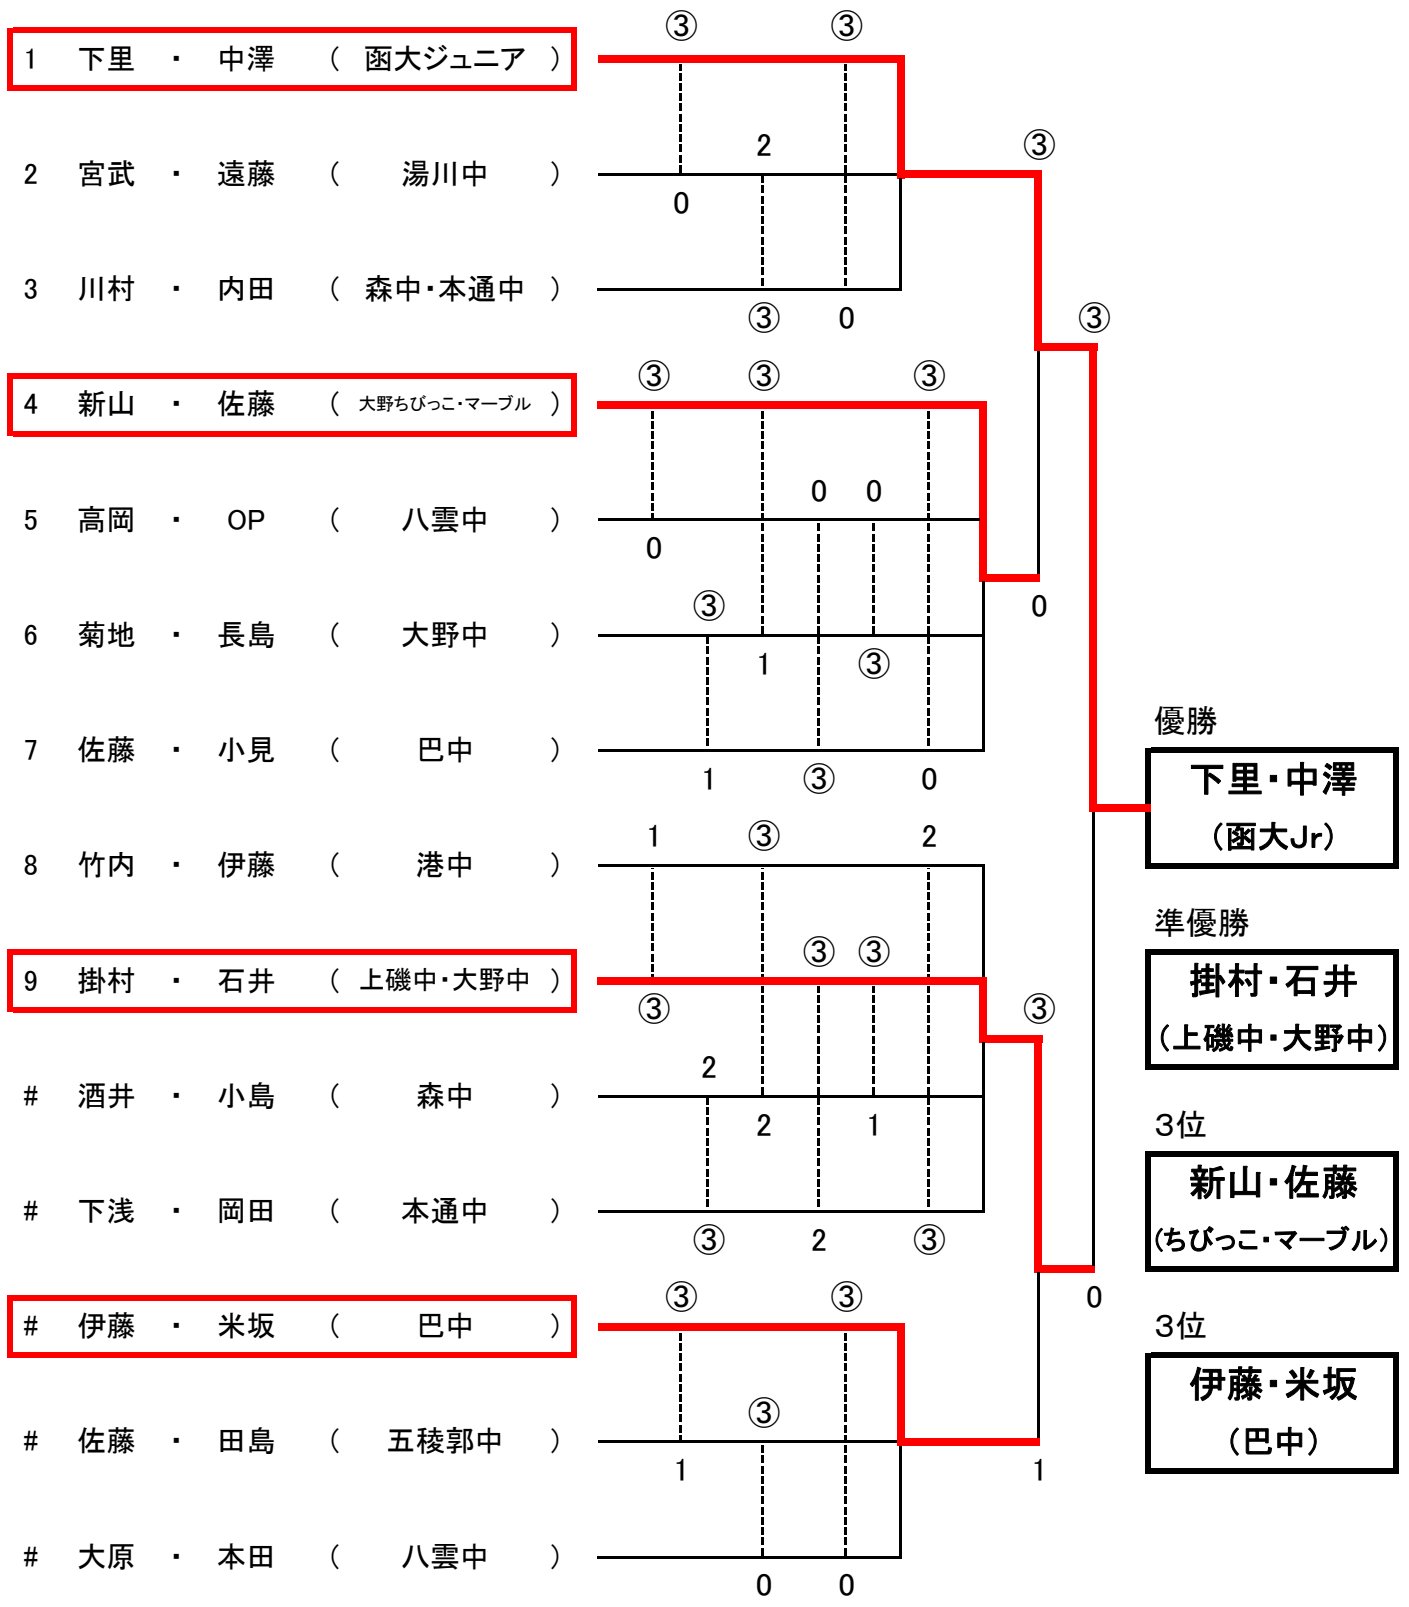 ③ ③
1 下里 ・ 中澤 ( 函大ジュニア )
2 ③
2 宮武 ・ 遠藤 ( 湯川中 )
0
3 川村 ・ 内田 ( 森中・本通中 )
③ 0 ③
③ ③ ③
4 新山 ・ 佐藤 ( 大野ちびっこ・マーブル )
0 0
5 高岡 ・ OP ( 八雲中 )
0
③ 0
6 菊地 ・ 長島 ( 大野中 )
1 ③
優勝
7 佐藤 ・ 小見 ( 巴中 )
1 ③ 0
下里・中澤
(函大Jr)
1 ③ 2
8 竹内 ・ 伊藤 ( 港中 )
準優勝
③ ③
9 掛村 ・ 石井 ( 上磯中・大野中 )
掛村・石井
③ ③
(上磯中・大野中)
2
# 酒井 ・ 小島 ( 森中 )
2 1
3位
新山・佐藤
# 下浅 ・ 岡田 ( 本通中 )
③ 2 ③
(ちびっこ・マーブル)
③ ③ 0
# 伊藤 ・ 米坂 ( 巴中 )
3位
伊藤・米坂
③
# 佐藤 ・ 田島 ( 五稜郭中 )
(巴中)
1 1
# 大原 ・ 本田 ( 八雲中 )
0 0